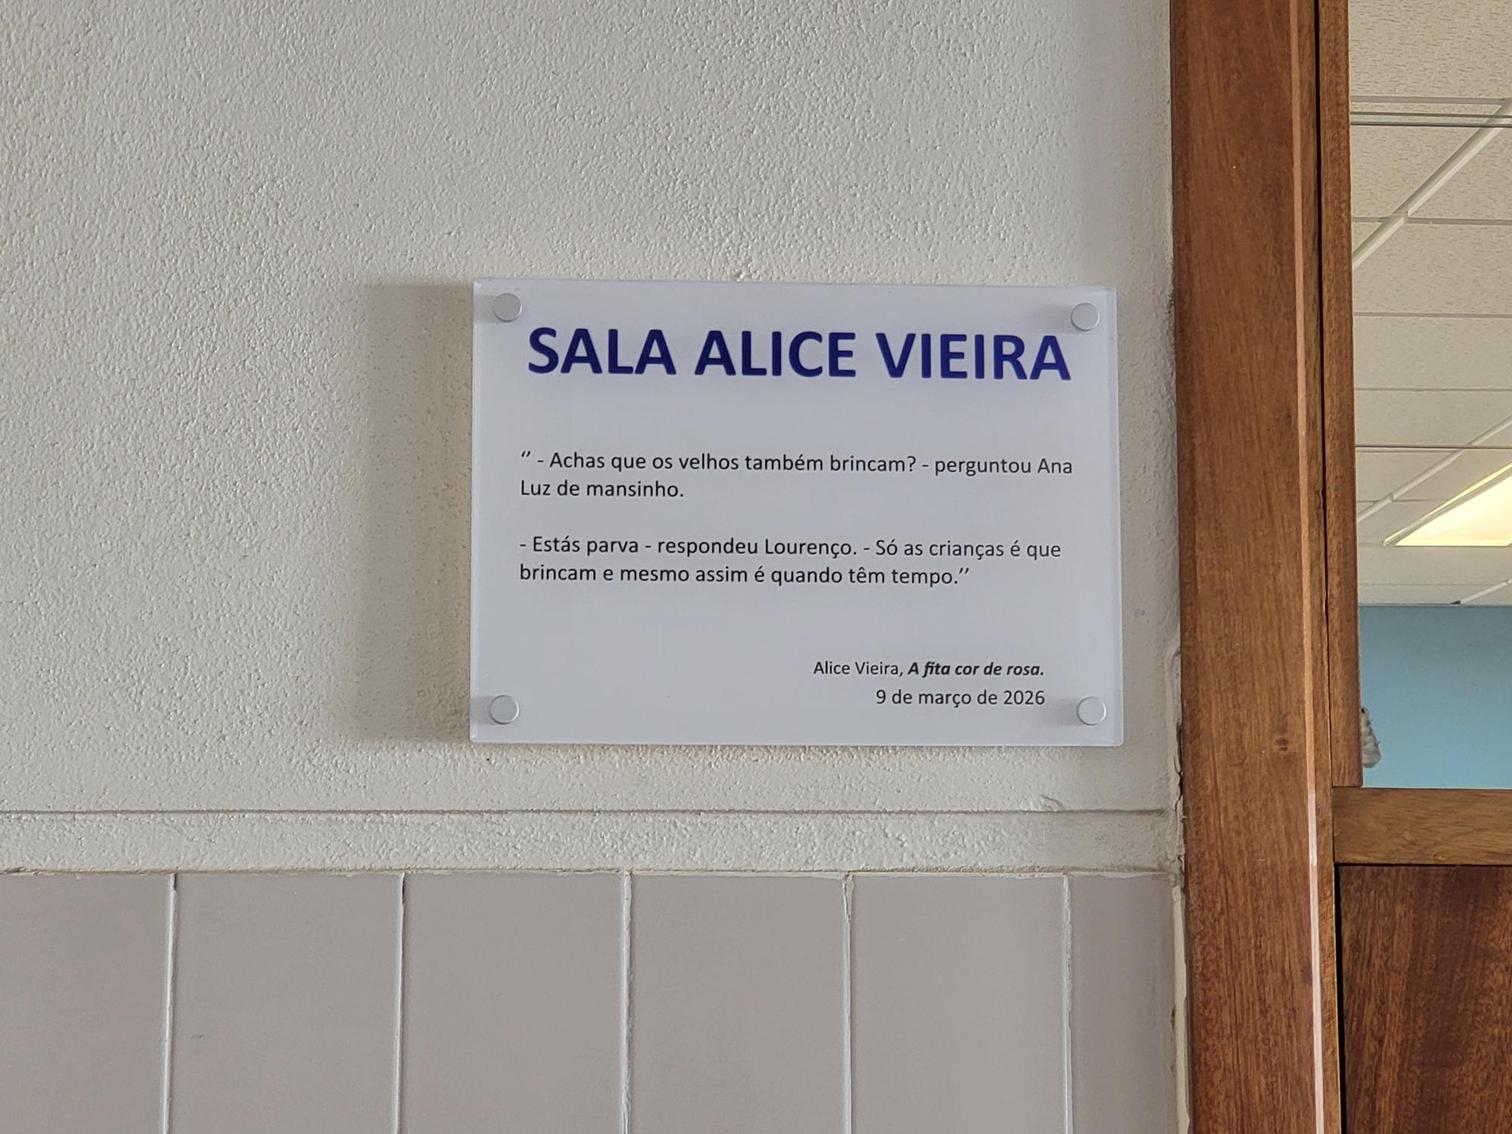 SALA ALICE VIEIRA
“ - Achas que os velhos também brincam? - perguntou Ana
Luz de mansinho.
- Estás parva - respondeu Lourenço. - Só as crianças é que
brincam e mesmo assim é quando têm tempo.’’
Alice Vieira, A fita cor de rosa.
9 de março de 2026